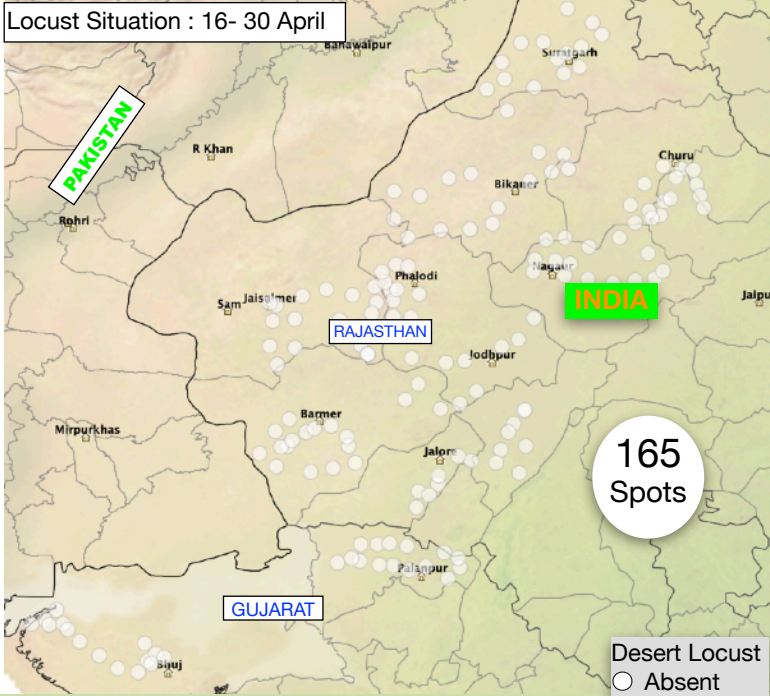 Locust Situation : 16- 30 April
Bahawalpur
Suratgarh
PAKISTAN
R Khan
Churu
Bikaner
Rohri
Nagaur
Phalodi
Jaisalmer
Sam
INDIA
Jaipu
RAJASTHAN
Jodhpur
Barmer
Mirpurkhas
Jalore
165
Spots
Palanpur
GUJARAT
Bhuj
Desert Locust
Absent